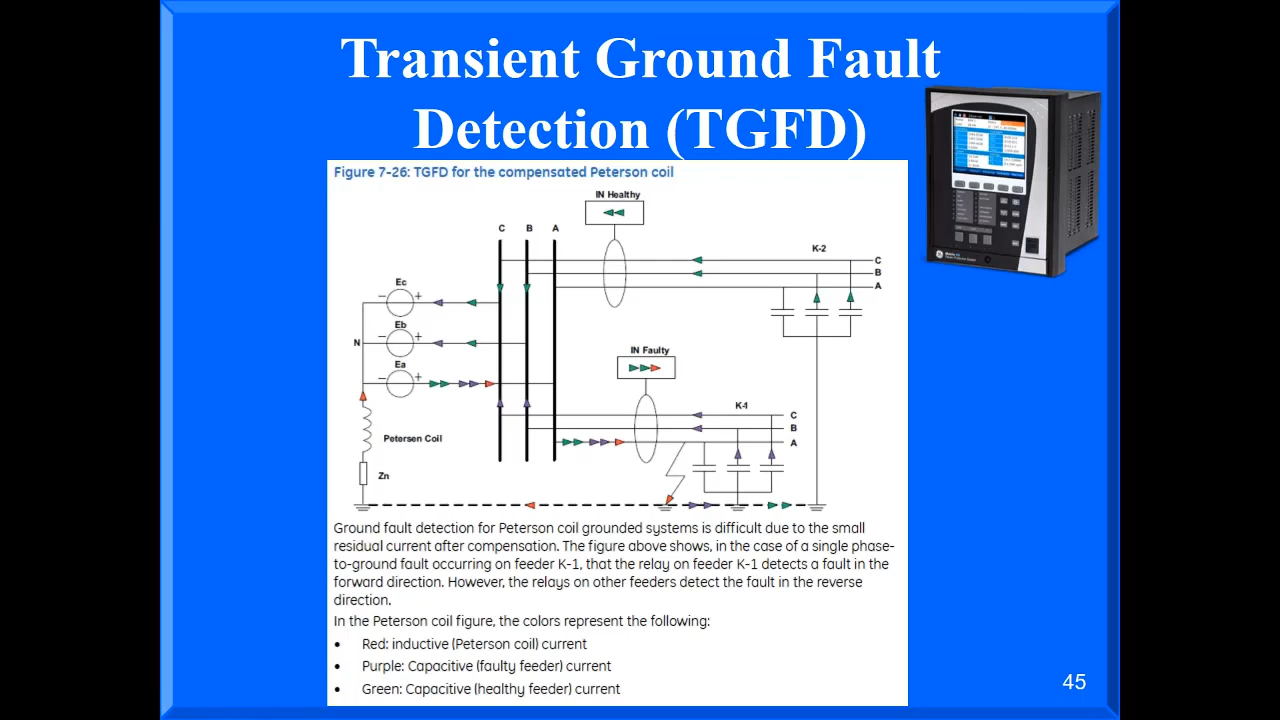 Transient Ground Fault
Detection (TGFD)
Figure 7-26: TGFD for the compensated Peterson coil
IN Healthy
C B A
K-2
C
B
A
Ec
- +
Eb
- +
N
Ea
- +
IN Faulty
K-1
C
B
A
Petersen Coil
Zn
Ground fault detection for Peterson coil grounded systems is difficult due to the small
residual current after compensation. The figure above shows, in the case of a single phase-
to-ground fault occurring on feeder K-1, that the relay on feeder K-1 detects a fault in the
forward direction. However, the relays on other feeders detect the fault in the reverse
direction.
In the Peterson coil figure, the colors represent the following:
• Red: inductive (Peterson coil) current
• Purple: Capacitive (faulty feeder) current
• Green: Capacitive (healthy feeder) current
45